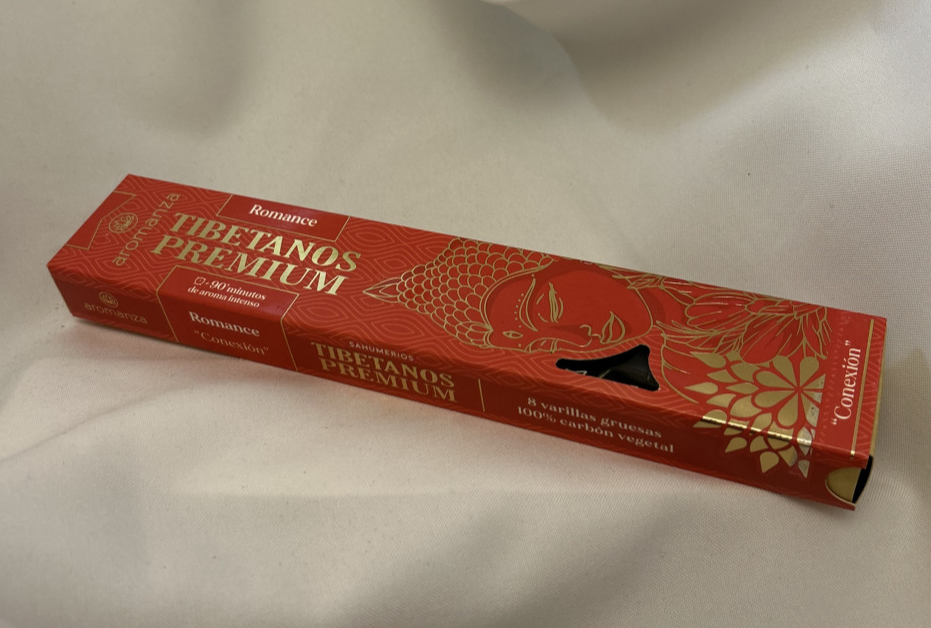 aromanza
Romance
TIBETANOS
PREMIUM
90' minutos
de aroma intenso
"Conexión"
aromanza
Romance
"Conexión"
SAHUMERIOS
TIBETANOS
PREMIUM
8 varillas gruesas
100% carbón vegetal